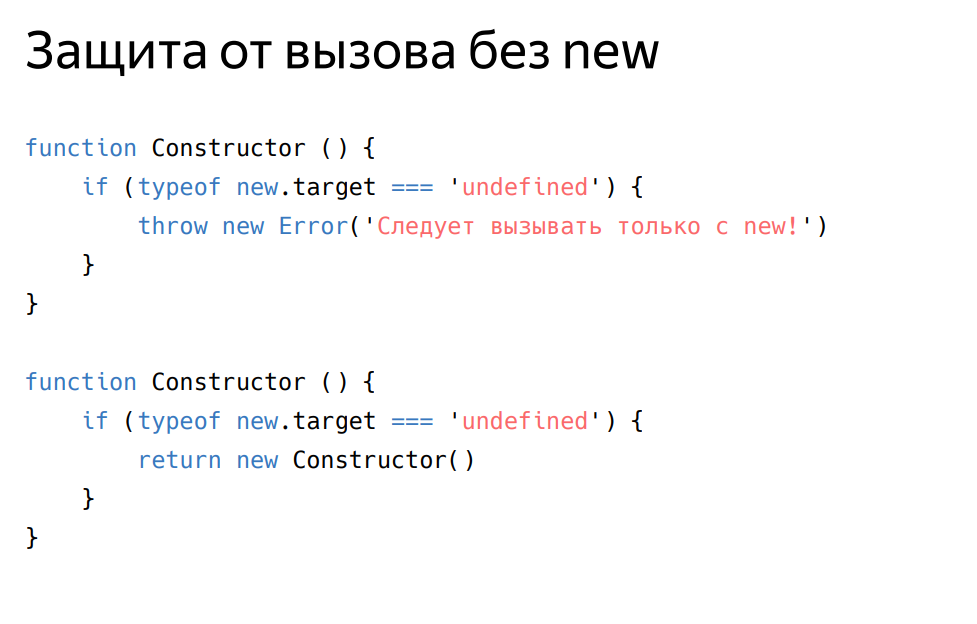 Защита от вызова без new
function Constructor () {
    if (typeof new.target === 'undefined') {
        throw new Error('Следует вызывать только с new!')
    }
}
function Constructor () {
    if (typeof new.target === 'undefined') {
        return new Constructor()
    }
}